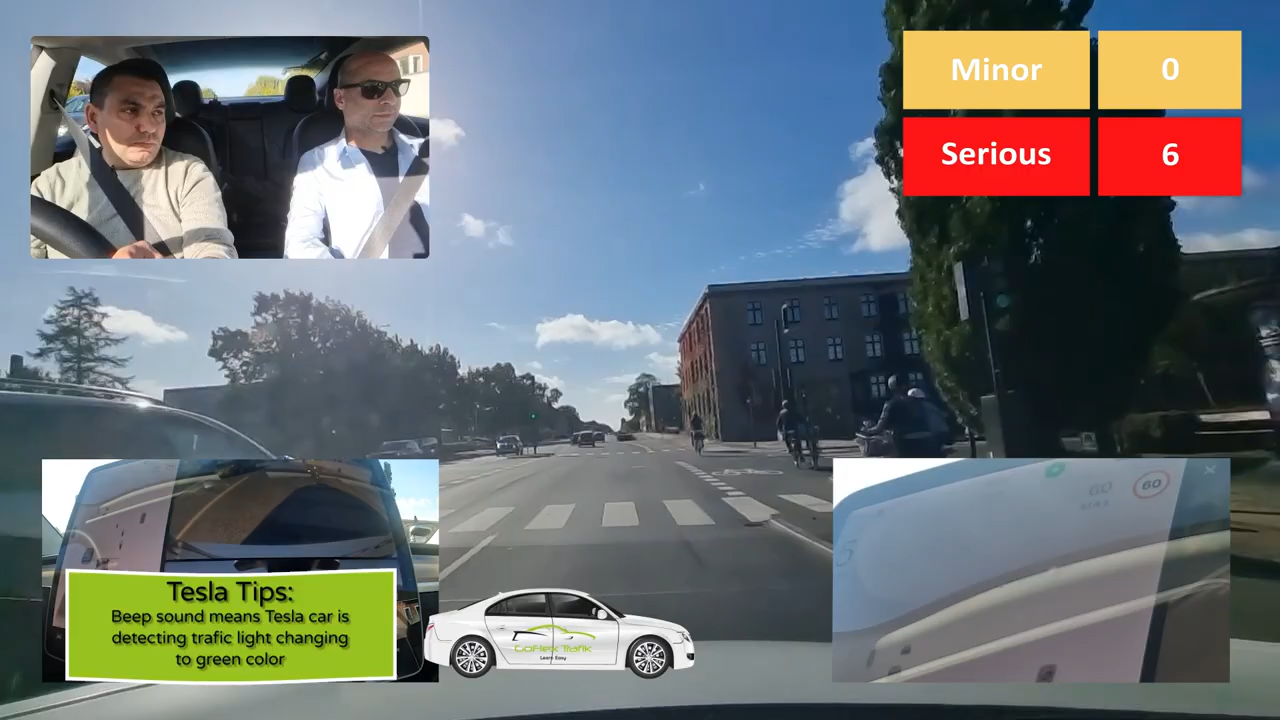 Minor
0
Serious
6
60
60
Tesla Tips:
Beep sound means Tesla car is
detecting trafic light changing
to green color
GoFlex Trafik
Learn Easy